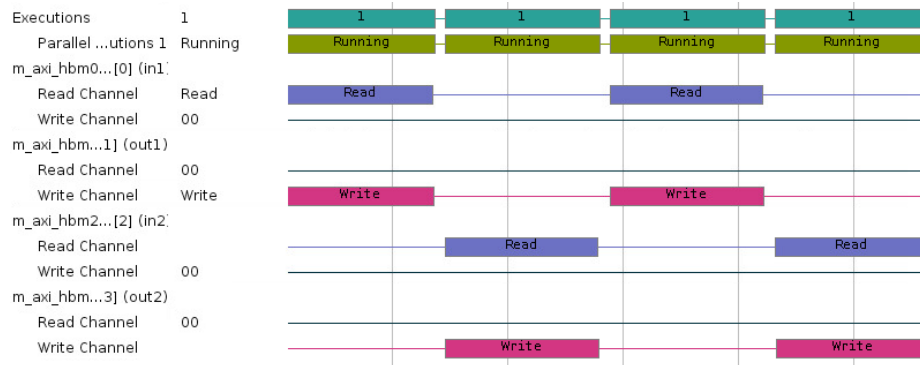 Executions 1 1 1 1 1
Parallel ...utions 1 Running Running Running Running Running
m_axi_hbm0...[0] (in1)
Read Channel Read Read Read
Write Channel 00
m_axi_hbm...1] (out1)
Read Channel 00
Write Channel Write Write Write
m_axi_hbm2...[2] (in2)
Read Channel Read Read
Write Channel 00
m_axi_hbm...3] (out2)
Read Channel 00
Write Channel Write Write